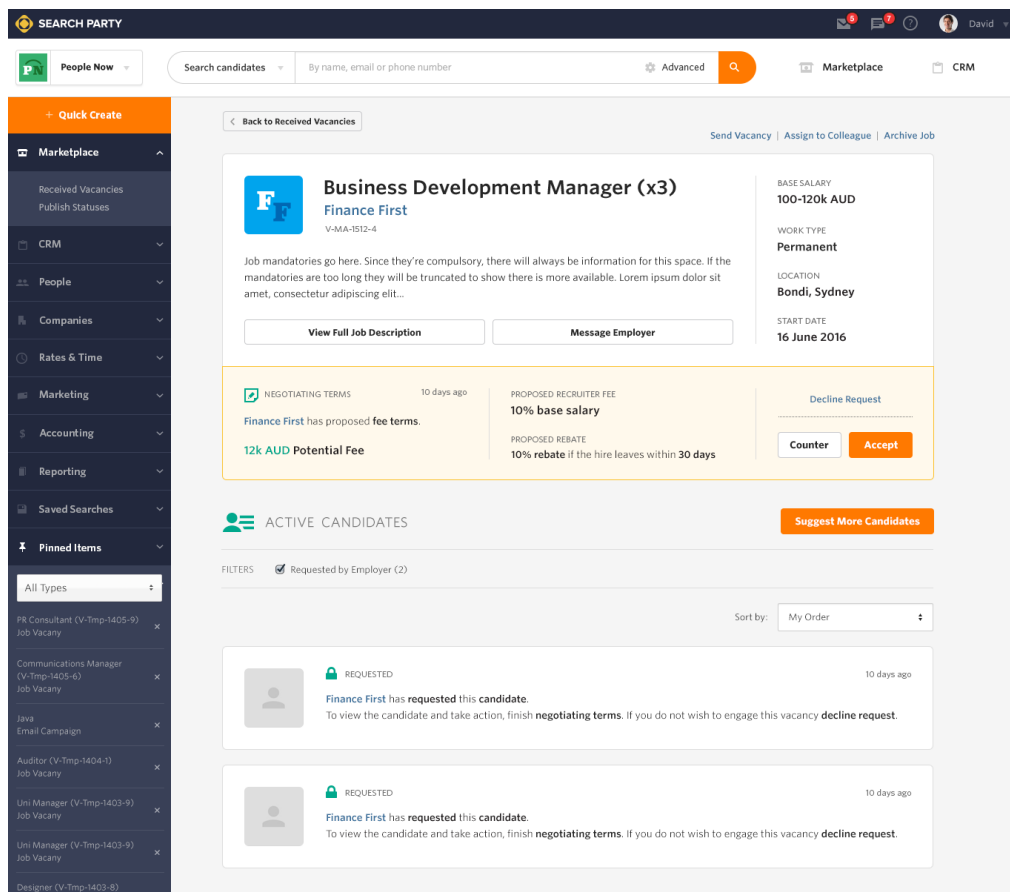 SEARCH PARTY
5
7
?
David
PN
People Now
Search candidates
By name, email or phone number
Advanced
Marketplace
CRM
+ Quick Create
Marketplace
Received Vacancies
Publish Statuses
CRM
People
Companies
Rates & Time
Marketing
$ Accounting
Reporting
Saved Searches
Pinned Items
All Types
PR Consultant (V-Tmp-1405-9)
Job Vacany
×
Communications Manager
(V-Tmp-1405-6)
Job Vacany
×
Java
Email Campaign
×
Auditor (V-Tmp-1404-1)
Job Vacany
×
Uni Manager (V-Tmp-1403-9)
Job Vacany
×
Uni Manager (V-Tmp-1403-9)
Job Vacany
×
Designer (V-Tmp-1403-8)
< Back to Received Vacancies
Send Vacancy | Assign to Colleague | Archive Job
FF
Business Development Manager (x3)
Finance First
V-MA-1512-4
Job mandatories go here. Since they're compulsory, there will always be information for this space. If the
mandatories are too long they will be truncated to show there is more available. Lorem ipsum dolor sit
amet, consectetur adipiscing elit...
View Full Job Description
Message Employer
BASE SALARY
100-120k AUD
WORK TYPE
Permanent
LOCATION
Bondi, Sydney
START DATE
16 June 2016
NEGOTIATING TERMS
10 days ago
Finance First has proposed fee terms.
12k AUD Potential Fee
PROPOSED RECRUITER FEE
10% base salary
PROPOSED REBATE
10% rebate if the hire leaves within 30 days
Decline Request
Counter
Accept
ACTIVE CANDIDATES
Suggest More Candidates
FILTERS
Requested by Employer (2)
Sort by:
My Order
REQUESTED
10 days ago
Finance First has requested this candidate.
To view the candidate and take action, finish negotiating terms. If you do not wish to engage this vacancy decline request.
REQUESTED
10 days ago
Finance First has requested this candidate.
To view the candidate and take action, finish negotiating terms. If you do not wish to engage this vacancy decline request.